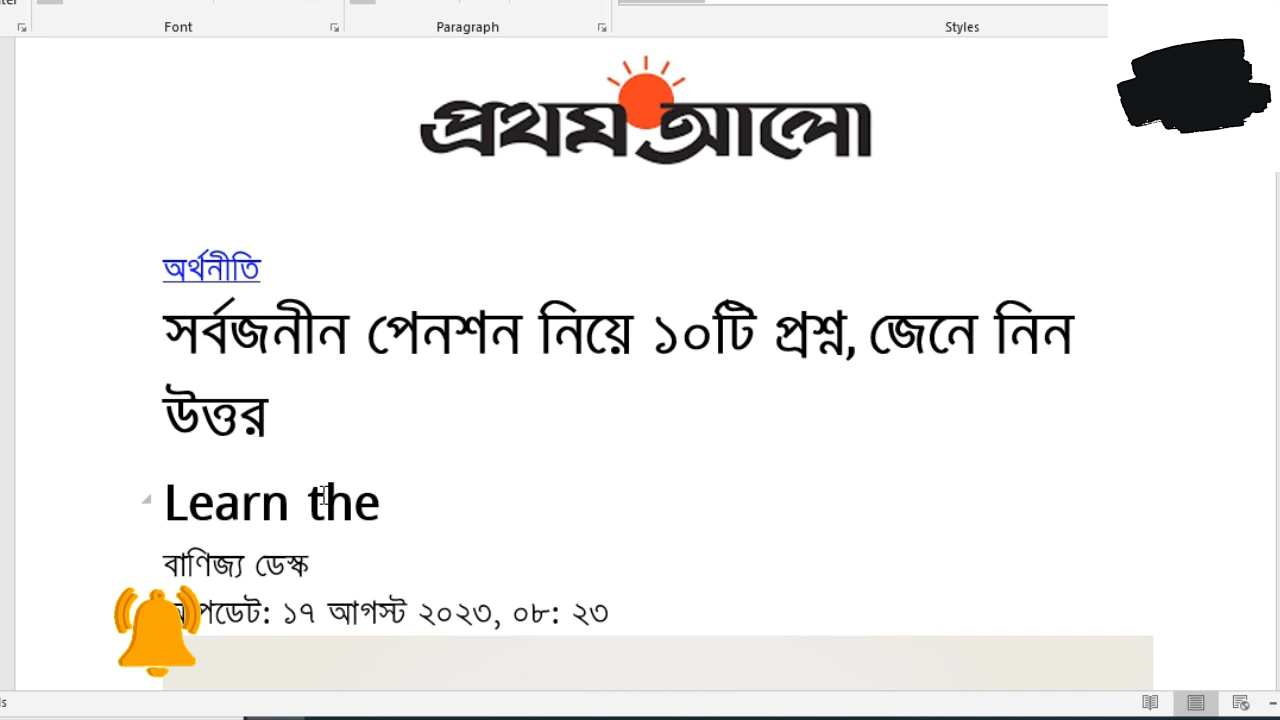 Font
Paragraph
Styles
প্রথম আলো
অর্থনীতি
সর্বজনীন পেনশন নিয়ে ১০টি প্রশ্ন, জেনে নিন
উত্তর
Learn the
বাণিজ্য ডেস্ক
আপডেট: ১৭ আগস্ট ২০২৩, ০৮: ২৩